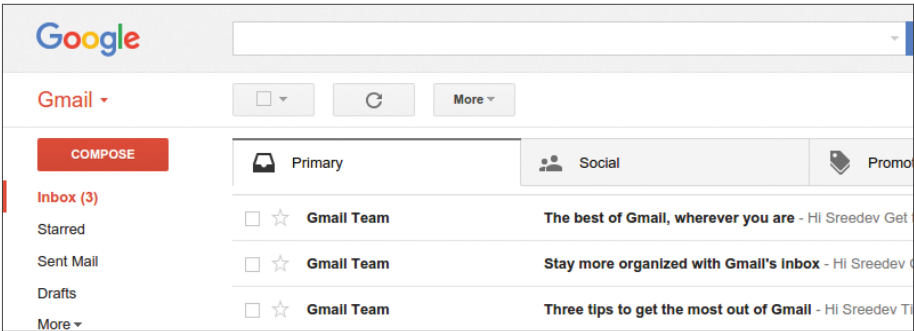 Google
Gmail
More
COMPOSE
Primary
Social
Inbox (3)
Gmail Team The best of Gmail, wherever you are - Hi Sreedev Get
Starred
Sent Mail
Gmail Team Stay more organized with Gmail's inbox - Hi Sreedev
Drafts
Gmail Team Three tips to get the most out of Gmail - Hi Sreedev
More